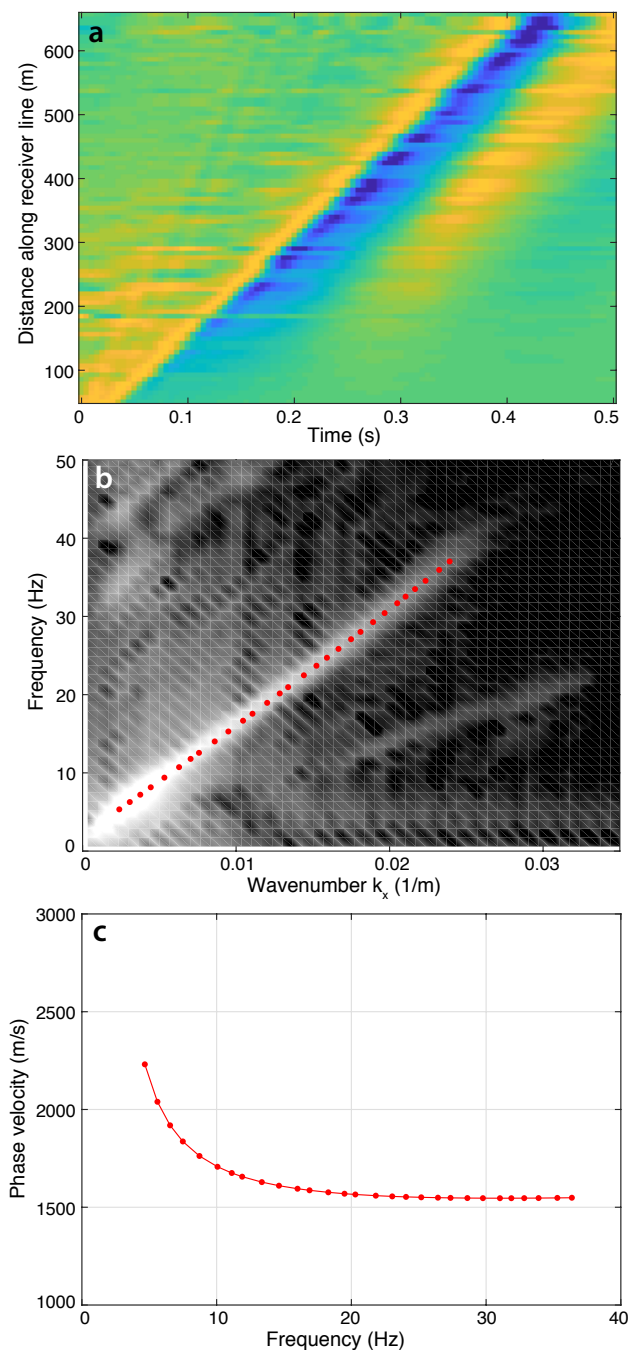 a
600
500
400
300
200
100
Distance along receiver line (m)
0 0.1 0.2 0.3 0.4 0.5
Time (s)
b
50
40
30
20
10
0
Frequency (Hz)
0 0.01 0.02 0.03
Wavenumber kx (1/m)
c
3000
2500
2000
1500
1000
Phase velocity (m/s)
0 10 20 30 40
Frequency (Hz)